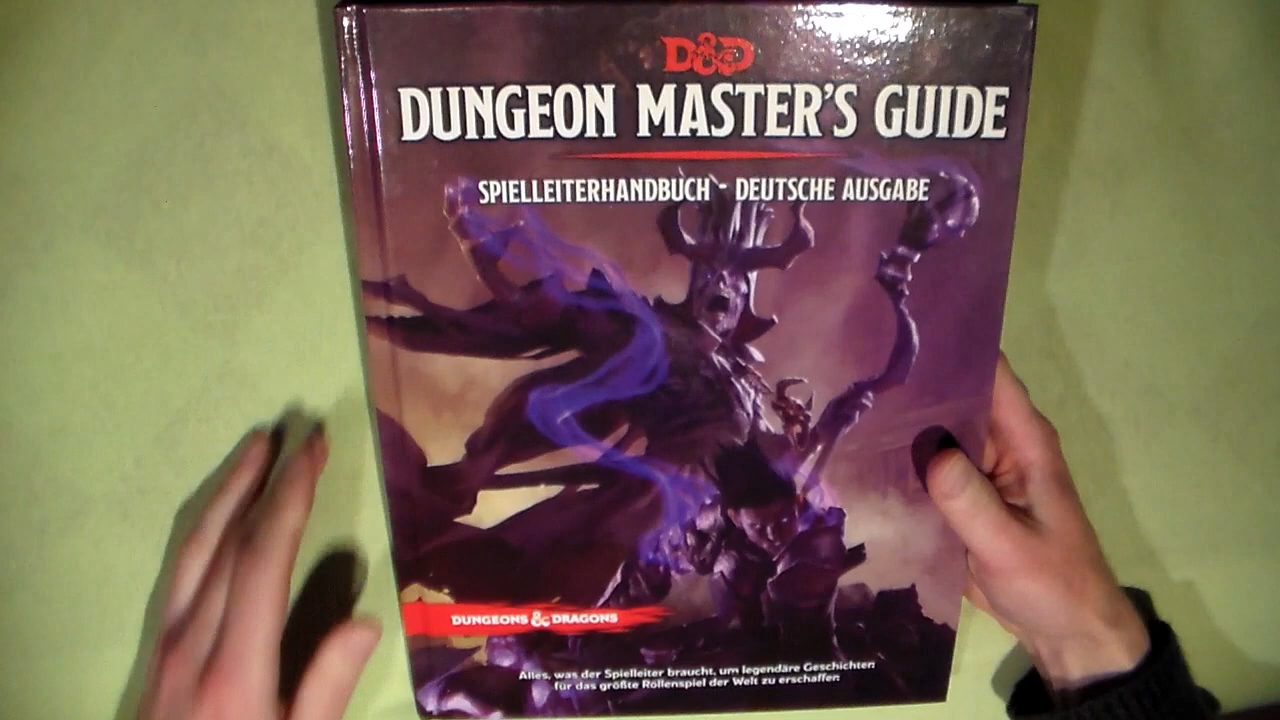 D&D
DUNGEON MASTER'S GUIDE
SPIELLEITERHANDBUCH - DEUTSCHE AUSGABE
DUNGEONS & DRAGONS
Alles, was der Spielleiter braucht, um legendäre Geschichten
für das größte Rollenspiel der Welt zu erschaffen